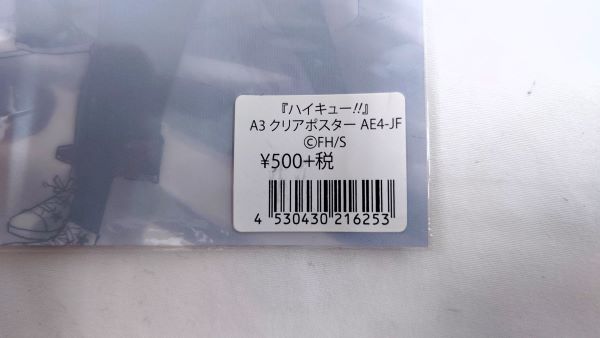 『ハイキュー!!』
A3 クリアポスター AE4-JF
©FH/S
¥500+税
4 530430 216253